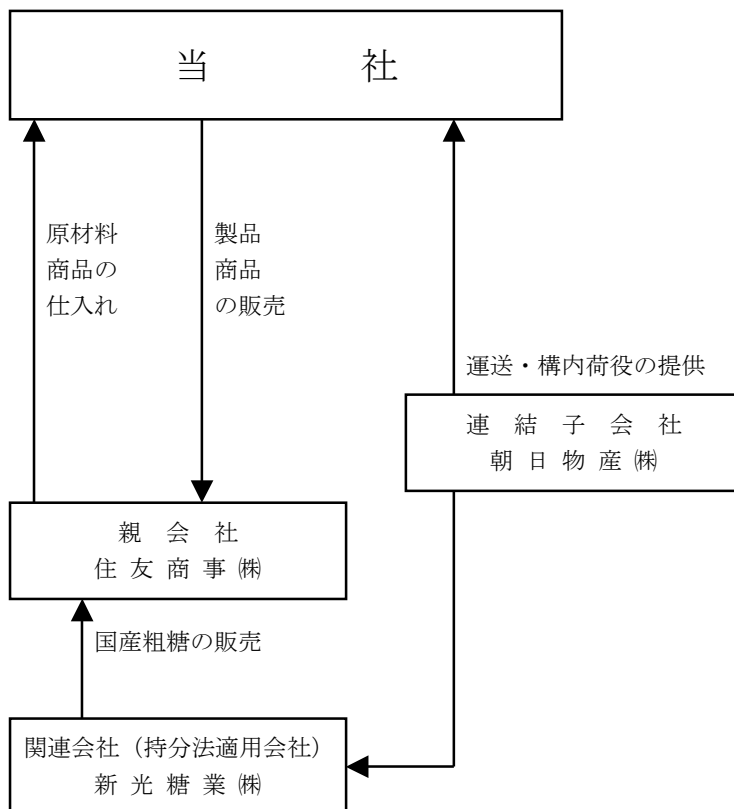 当 社
原材料
商品の
仕入れ
製品
商品
の販売
運送・構内荷役の提供
連結子会社
朝日物産㈱
親会社
住友商事㈱
国産粗糖の販売
関連会社（持分法適用会社）
新光糖業㈱